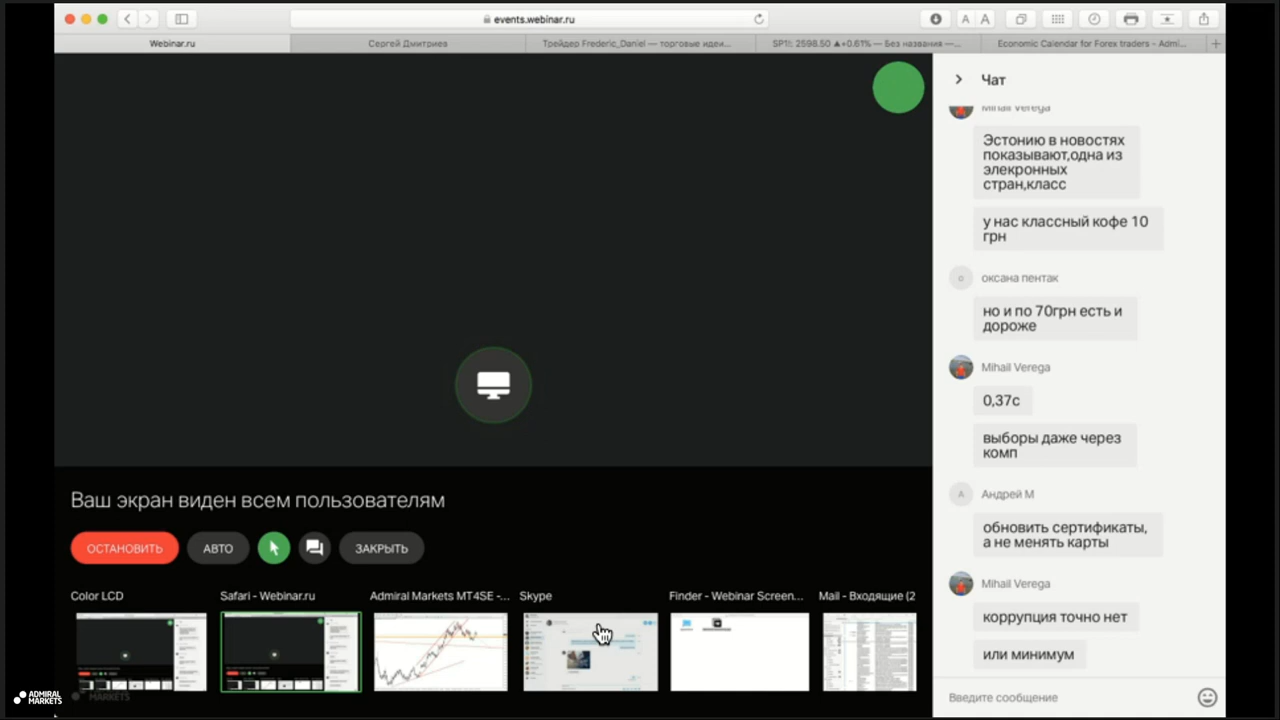 events.webinar.ru
A A
Webinar.ru
Сергей Дмитриев
Трейдер Frederic_Daniel — торговые идеи...
SP1!: 2598.50 ▲+0.61% — Без названия —...
Economic Calendar for Forex traders - Admi...
Чат
Mihail Verega
Эстонию в новостях
показывают,одна из
элекронных
стран,класс
у нас классный кофе 10
грн
о
оксана пентак
но и по 70грн есть и
дороже
Mihail Verega
0,37с
выборы даже через
комп
А
Андрей М
обновить сертификаты,
а не менять карты
Mihail Verega
коррупция точно нет
или минимум
Введите сообщение
Ваш экран виден всем пользователям
ОСТАНОВИТЬ
АВТО
ЗАКРЫТЬ
Color LCD
Safari - Webinar.ru
Admiral Markets MT4SE -...
Skype
Finder - Webinar Screen...
Mail - Входящие (2
ADMIRAL
MARKETS